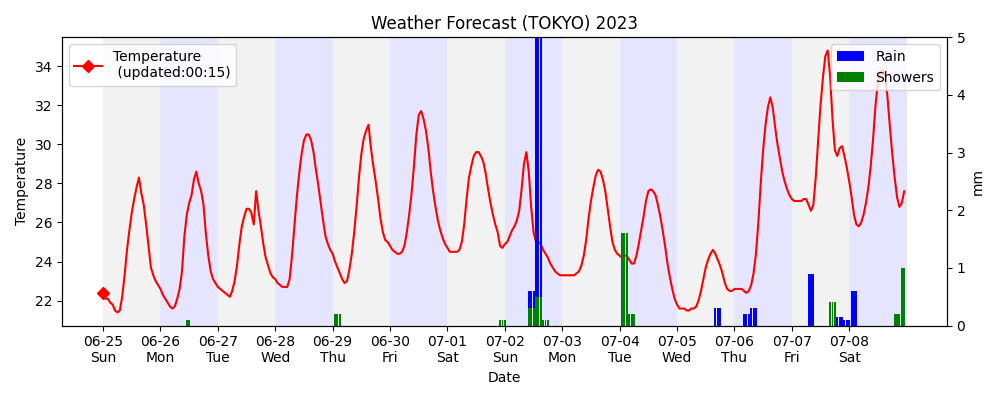 Weather Forecast (TOKYO) 2023
Temperature
(updated:00:15)
Rain
Showers
Temperature
34
32
30
28
26
24
22
5
4
3
2
1
0
mm
06-25 06-26 06-27 06-28 06-29 06-30 07-01 07-02 07-03 07-04 07-05 07-06 07-07 07-08
Sun Mon Tue Wed Thu Fri Sat Sun Mon Tue Wed Thu Fri Sat
Date